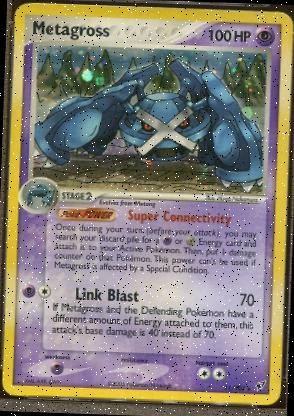 Metagross 100 HP
STAGE 2
Evolves from Metang
Poké-POWER Super Connectivity
Once during your turn (before your attack), you may
search your discard pile for a or Energy card and
attach it to your Active Pokémon. Then, put 1 damage
counter on that Pokémon. This power can't be used if
Metagross is affected by a Special Condition.
Link Blast 70-
If Metagross and the Defending Pokémon have a
different amount of Energy attached to them, this
attack's base damage is 40 instead of 70.
weakness resistance retreat cost